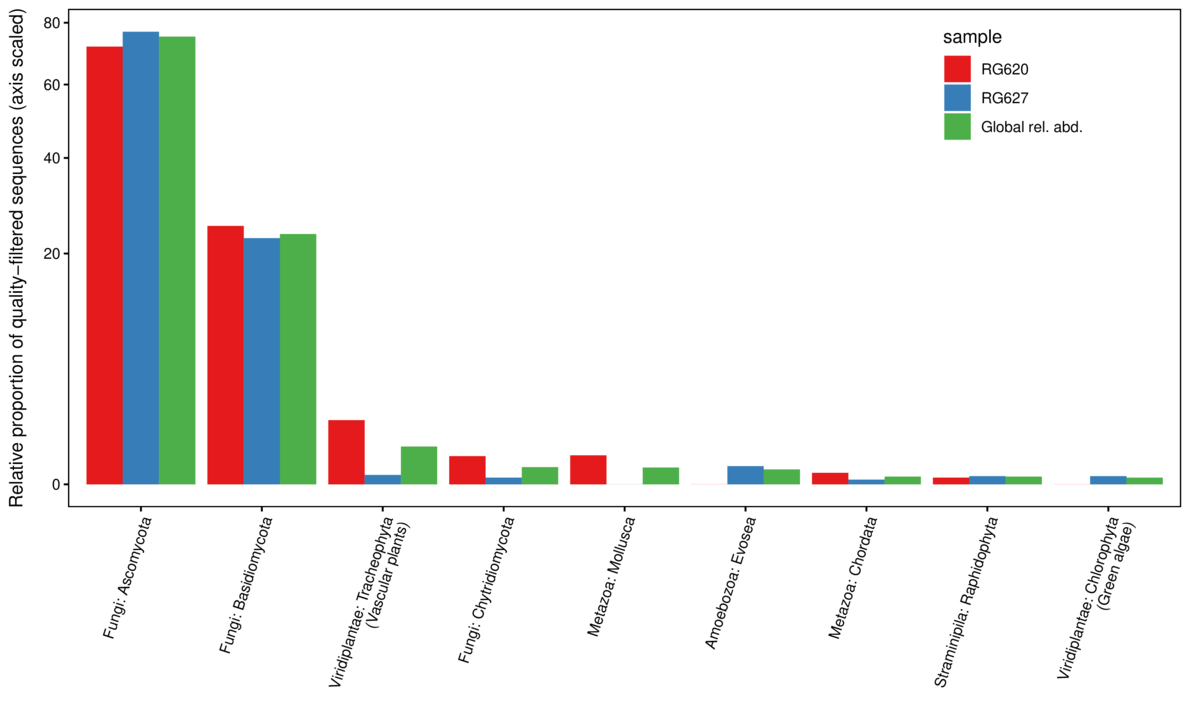 Relative proportion of quality−filtered sequences (axis scaled)
80
60
40
20
0
sample
RG620
RG627
Global rel. abd.
Fungi: Ascomycota
Fungi: Basidiomycota
Viridiplantae: Tracheophyta
(Vascular plants)
Fungi: Chytridiomycota
Metazoa: Mollusca
Amoebozoa: Evosea
Metazoa: Chordata
Straminipila: Raphidophyta
Viridiplantae: Chlorophyta
(Green algae)